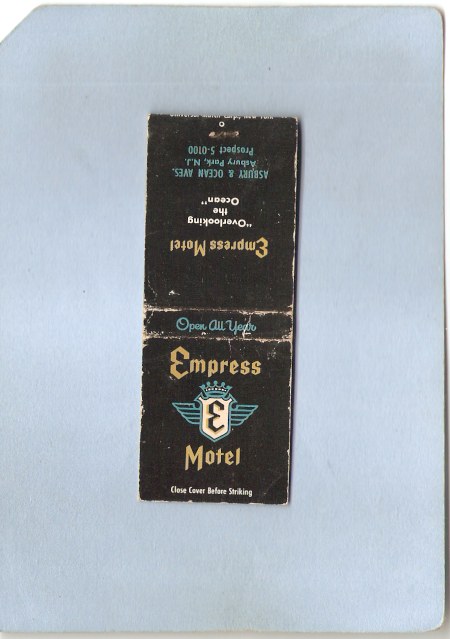 Empress Motel
"Overlooking
the
Ocean"
ASBURY & OCEAN AVES.
Asbury Park, N.J.
Prospect 5-0100
Open All Year
Empress
E
Motel
Close Cover Before Striking